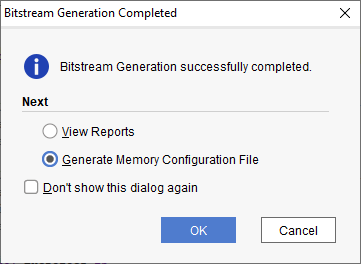 Bitstream Generation Completed
Bitstream Generation successfully completed.
Next
View Reports
Generate Memory Configuration File
Don't show this dialog again
OK Cancel